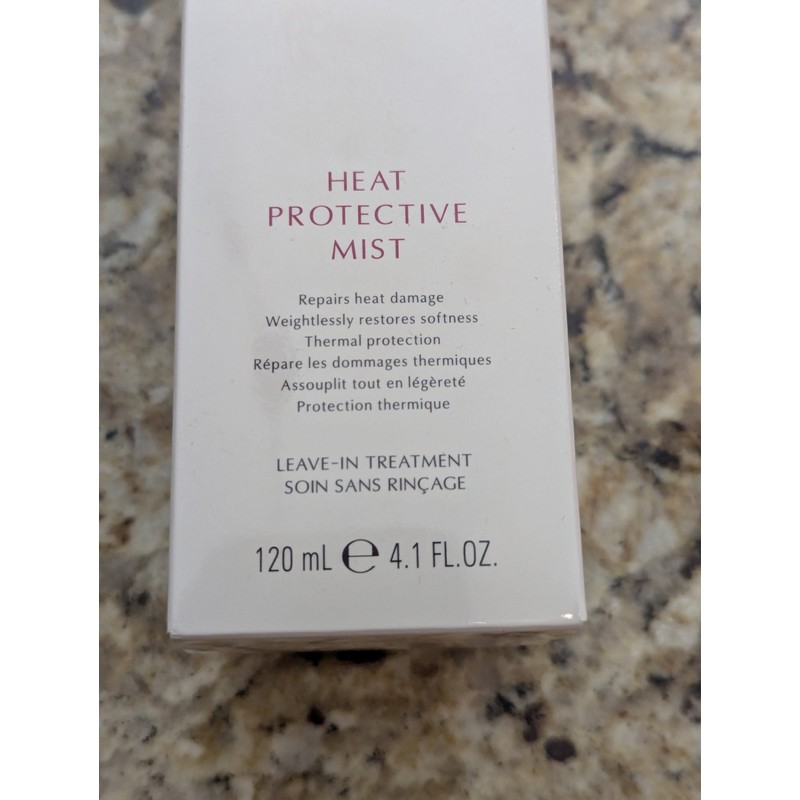 HEAT
PROTECTIVE
MIST
Repairs heat damage
Weightlessly restores softness
Thermal protection
Répare les dommages thermiques
Assouplit tout en légèreté
Protection thermique
LEAVE-IN TREATMENT
SOIN SANS RINÇAGE
120 mL ℮ 4.1 FL.OZ.